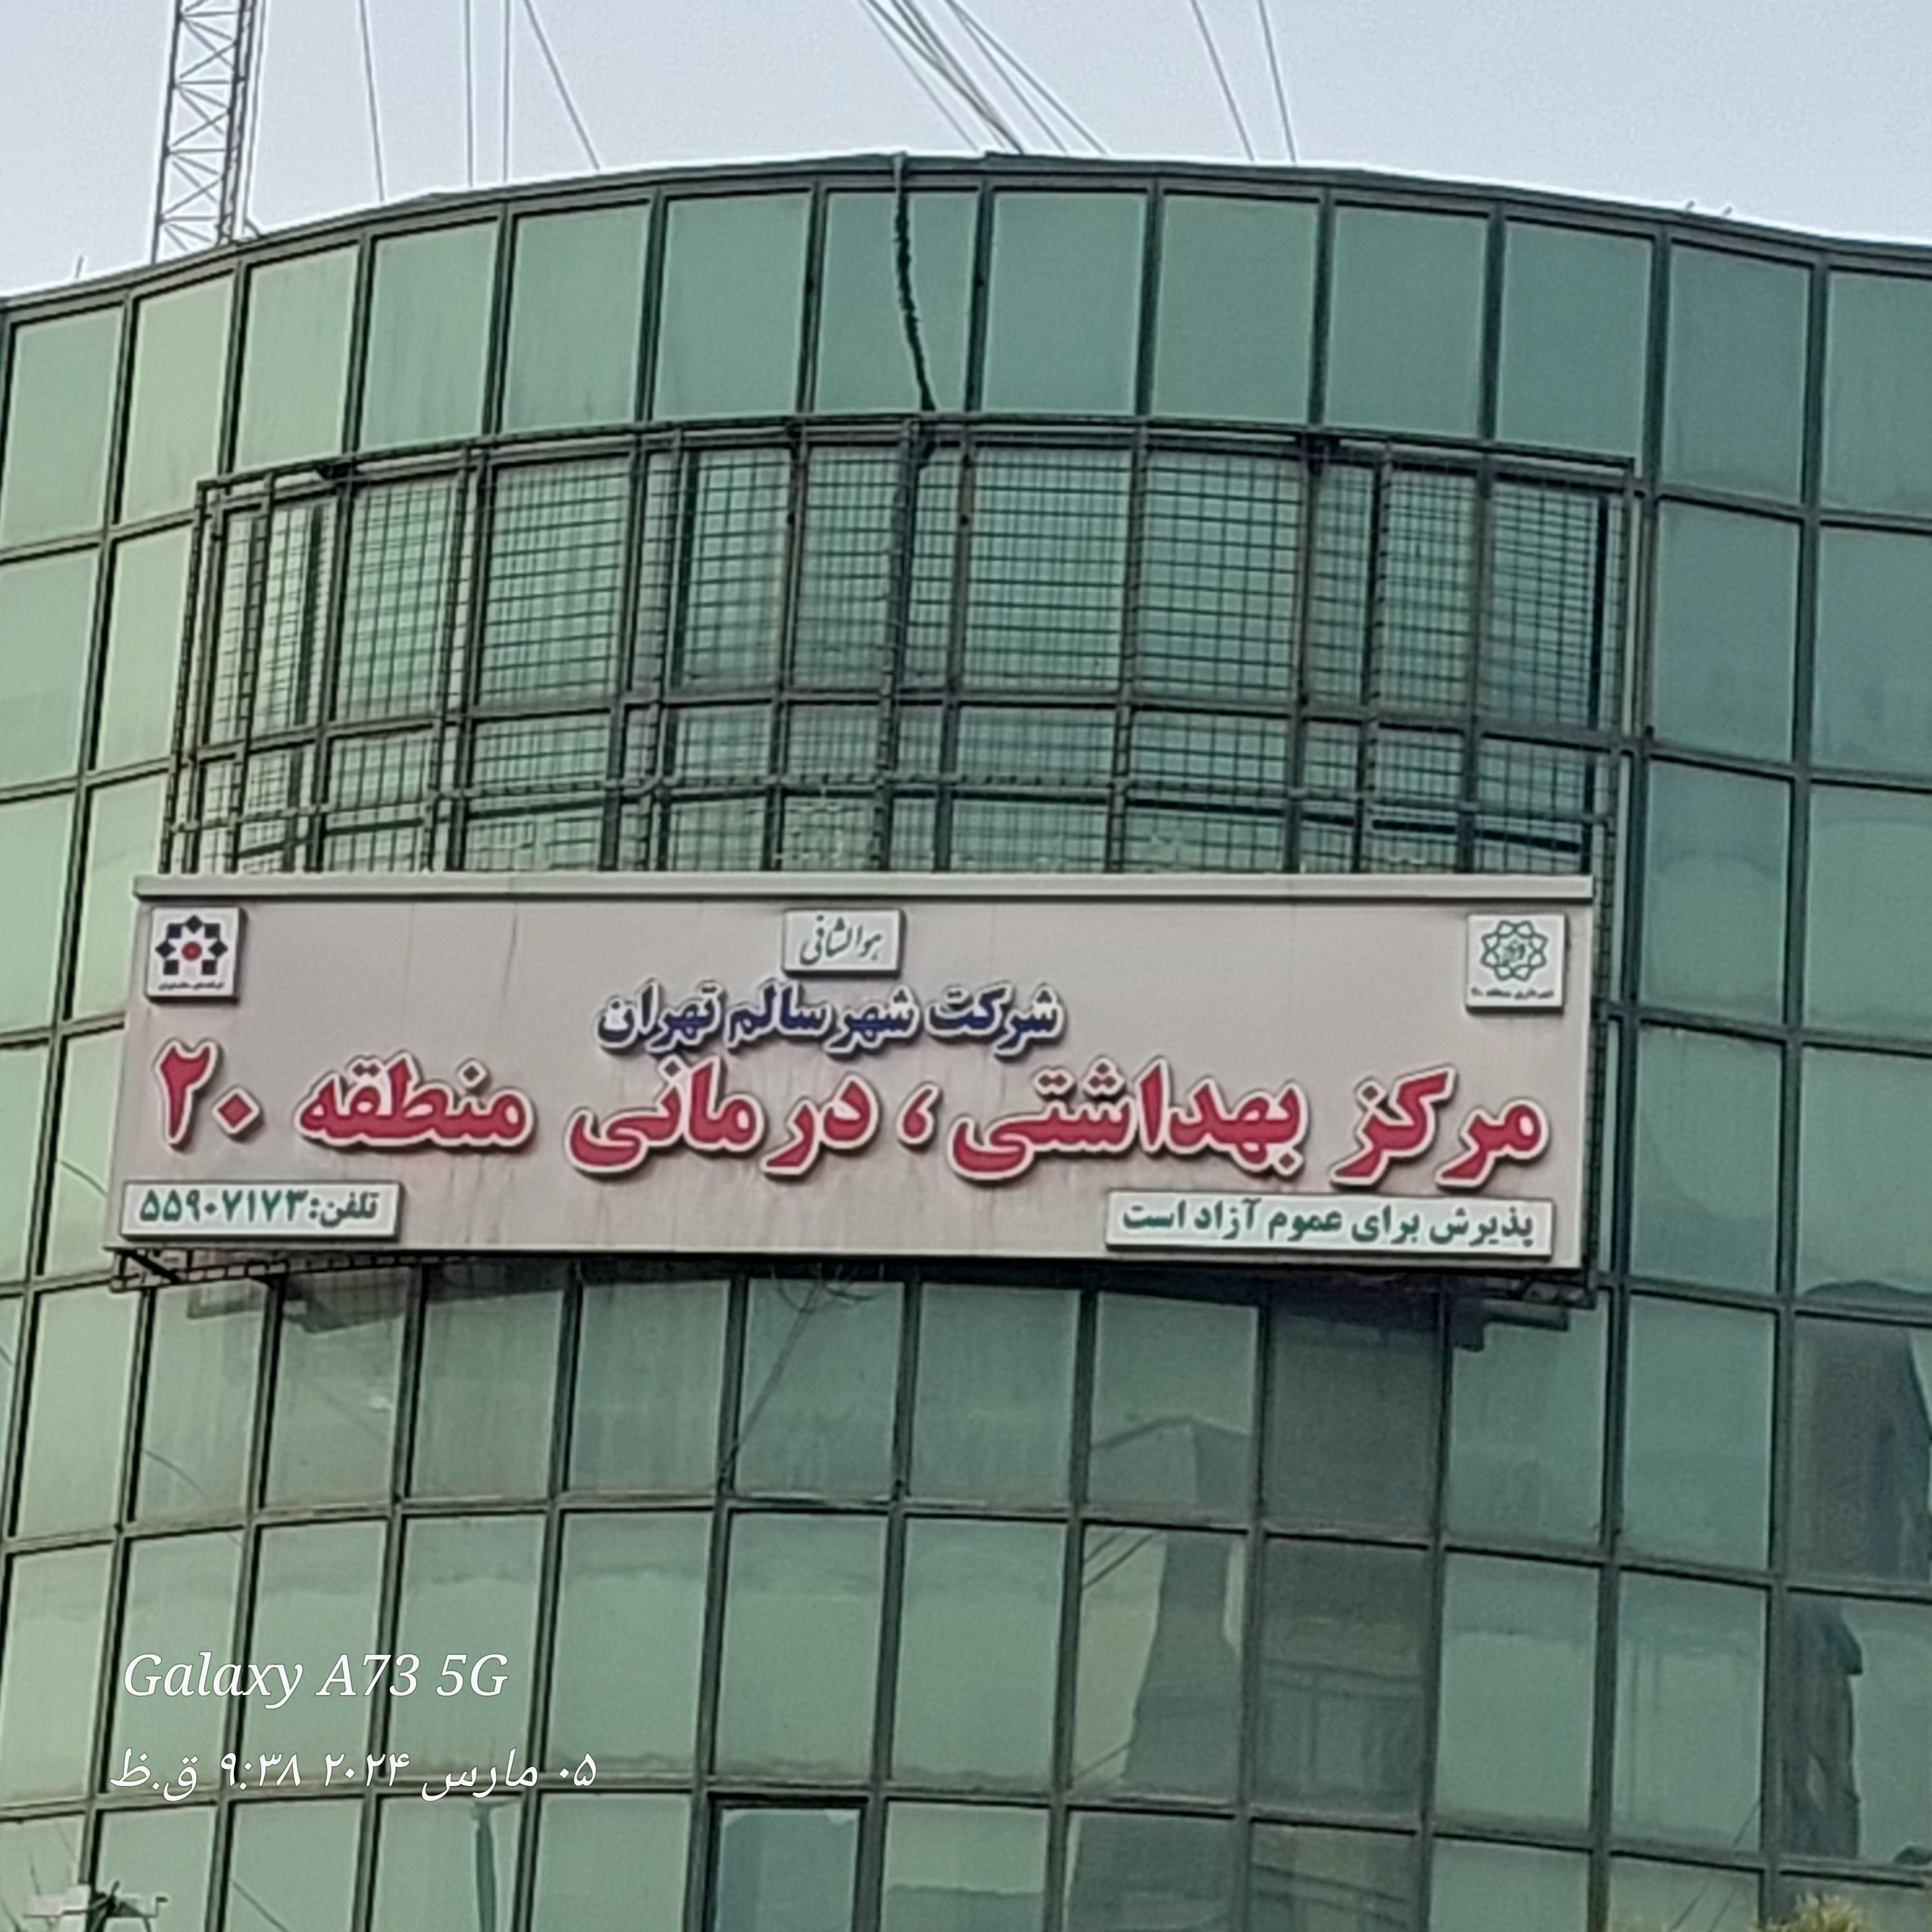 هوالشافی
شرکت شهر سالم تهران
مرکز بهداشتی، درمانی منطقه ۲۰
پذیرش برای عموم آزاد است
تلفن: ۵۵۹۰۷۱۷۳
Galaxy A73 5G
۰۵ مارس ۲۰۲۴ ۹:۳۸ ق.ظ